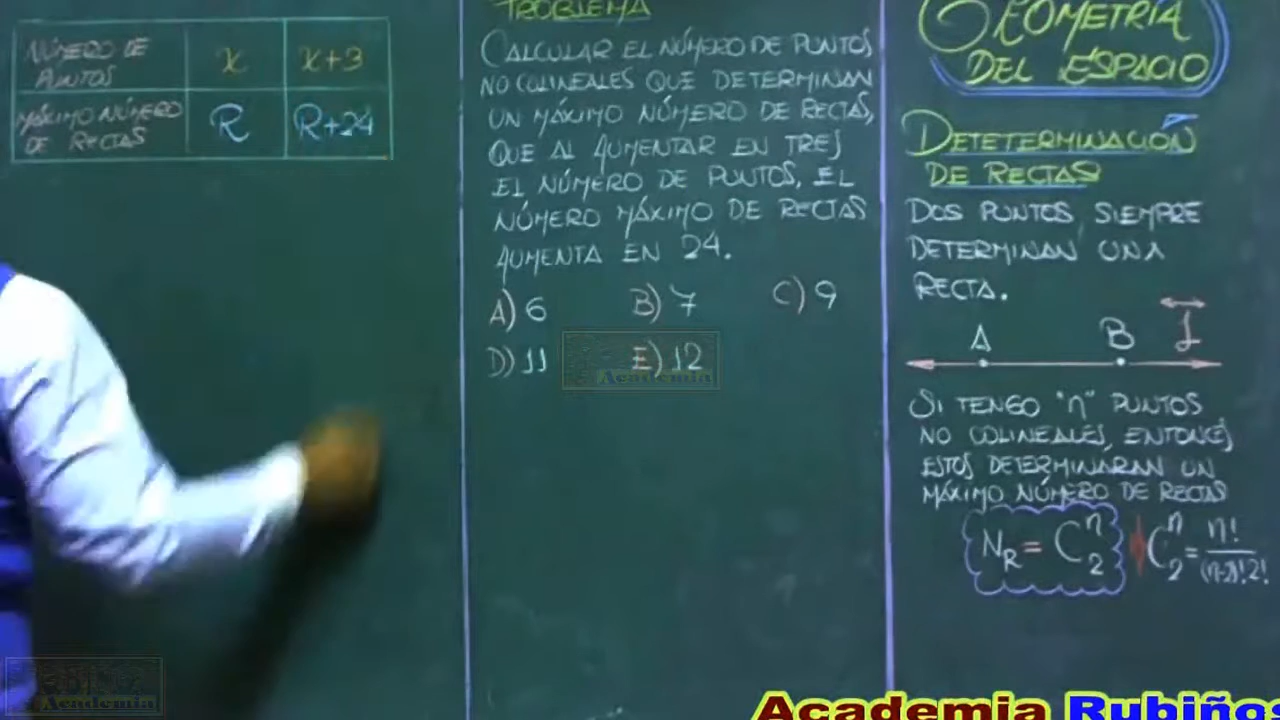 NÚMERO DE x x+3
PUNTOS
MÁXIMO NÚMERO R R+24
DE RECTAS
PROBLEMA
CALCULAR EL NÚMERO DE PUNTOS
NO COLINEALES QUE DETERMINAN
UN MÁXIMO NÚMERO DE RECTAS,
QUE AL AUMENTAR EN TRES
EL NÚMERO DE PUNTOS, EL
NÚMERO MÁXIMO DE RECTAS
AUMENTA EN 24.
A) 6 B) 7 C) 9
D) 11 E) 12
Academia
GEOMETRÍA
DEL ESPACIO
DETETERMINACIÓN
DE RECTAS
DOS PUNTOS, SIEMPRE
DETERMINAN UNA
RECTA.
A B L
SI TENGO "n" PUNTOS
NO COLINEALES, ENTONCES
ESTOS DETERMINARAN UN
MÁXIMO NÚMERO DE RECTAS
N_R = C_2^n C_2^n = n!/(n-2)!2!
Academia
Academia Rubiños